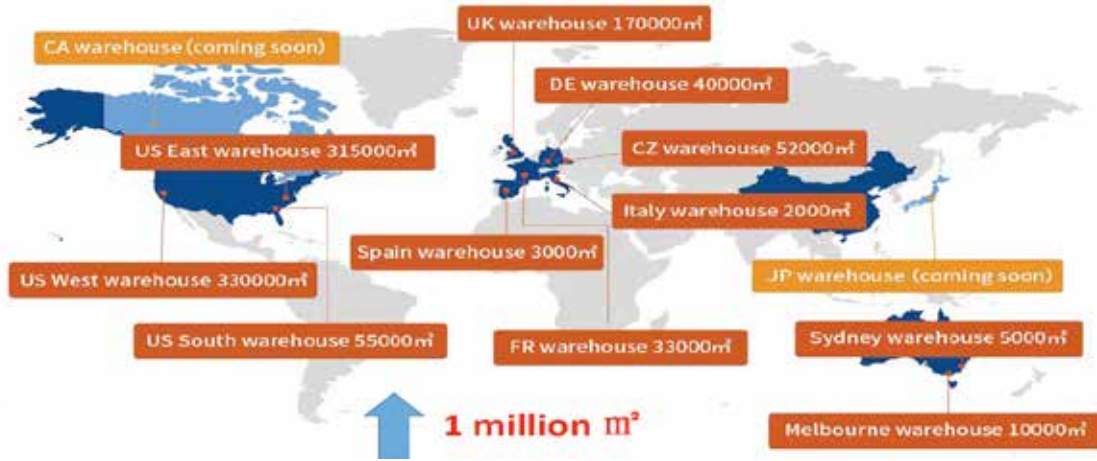 UK warehouse 170000㎡
CA warehouse (coming soon)
DE warehouse 40000㎡
US East warehouse 315000㎡
CZ warehouse 52000㎡
Italy warehouse 2000㎡
Spain warehouse 3000㎡
US West warehouse 330000㎡
JP warehouse (coming soon)
US South warehouse 55000㎡
FR warehouse 33000㎡
Sydney warehouse 5000㎡
1 million m²
Melbourne warehouse 10000㎡